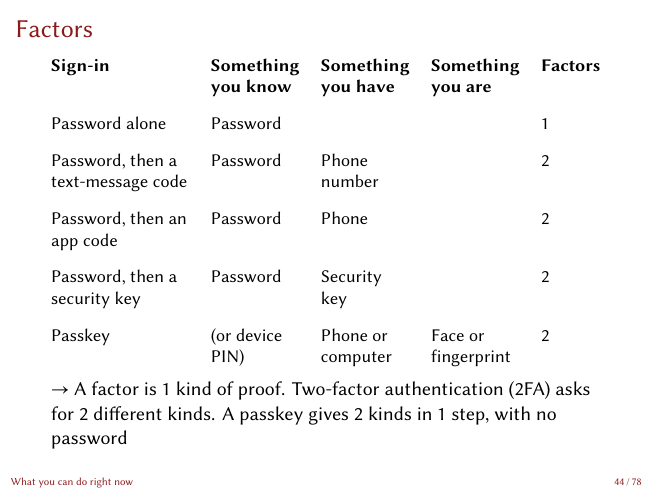 Factors
Sign-in Something you know Something you have Something you are Factors
Password alone Password 1
Password, then a text-message code Password Phone number 2
Password, then an app code Password Phone 2
Password, then a security key Password Security key 2
Passkey (or device PIN) Phone or computer Face or fingerprint 2
→ A factor is 1 kind of proof. Two-factor authentication (2FA) asks
for 2 different kinds. A passkey gives 2 kinds in 1 step, with no
password
What you can do right now 44 / 78